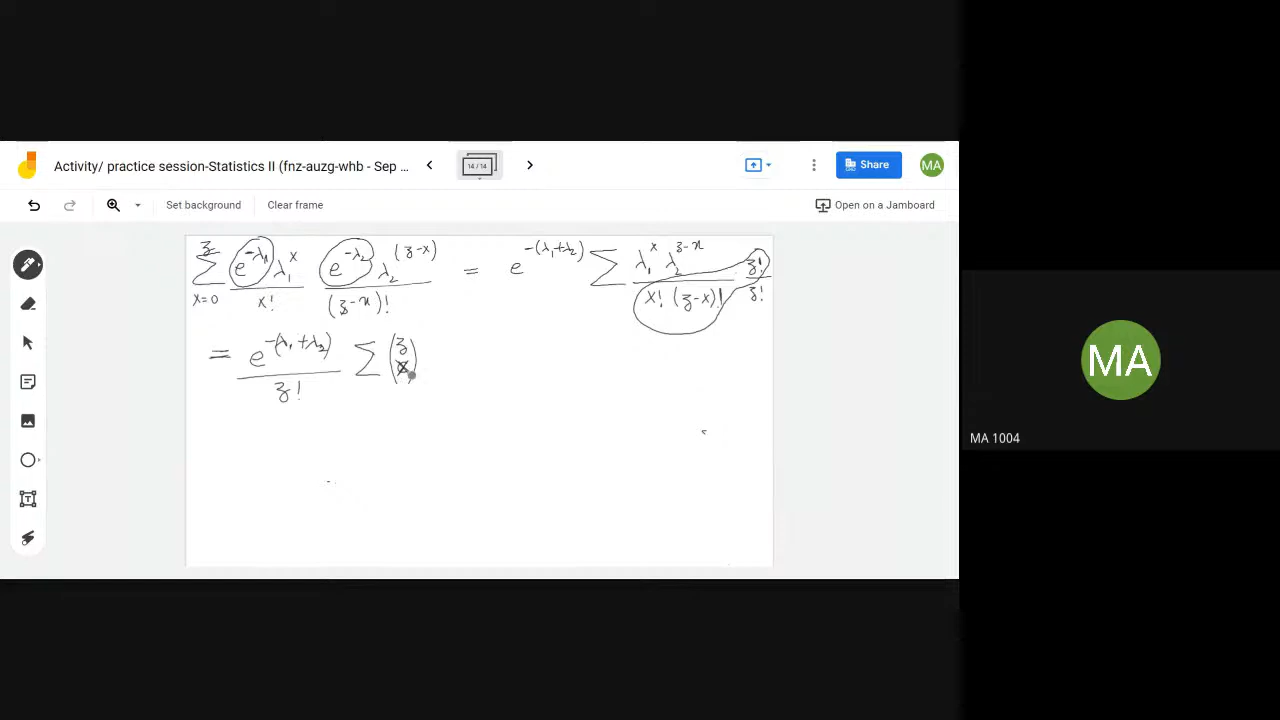 Activity/ practice session-Statistics II (fnz-auzg-whb - Sep ...
14 / 14
Share
MA
Set background
Clear frame
Open on a Jamboard
∑_{x=0}^{z} (e^{-λ₁} λ₁^x)/(x!) (e^{-λ₂} λ₂^{(z-x)})/((z-x)!) = e^{-(λ₁+λ₂)} ∑ (λ₁^x λ₂^{z-x})/(x! (z-x)!) · z!/z!
= e^{-(λ₁+λ₂)}/z! ∑ (z x)
MA
MA 1004